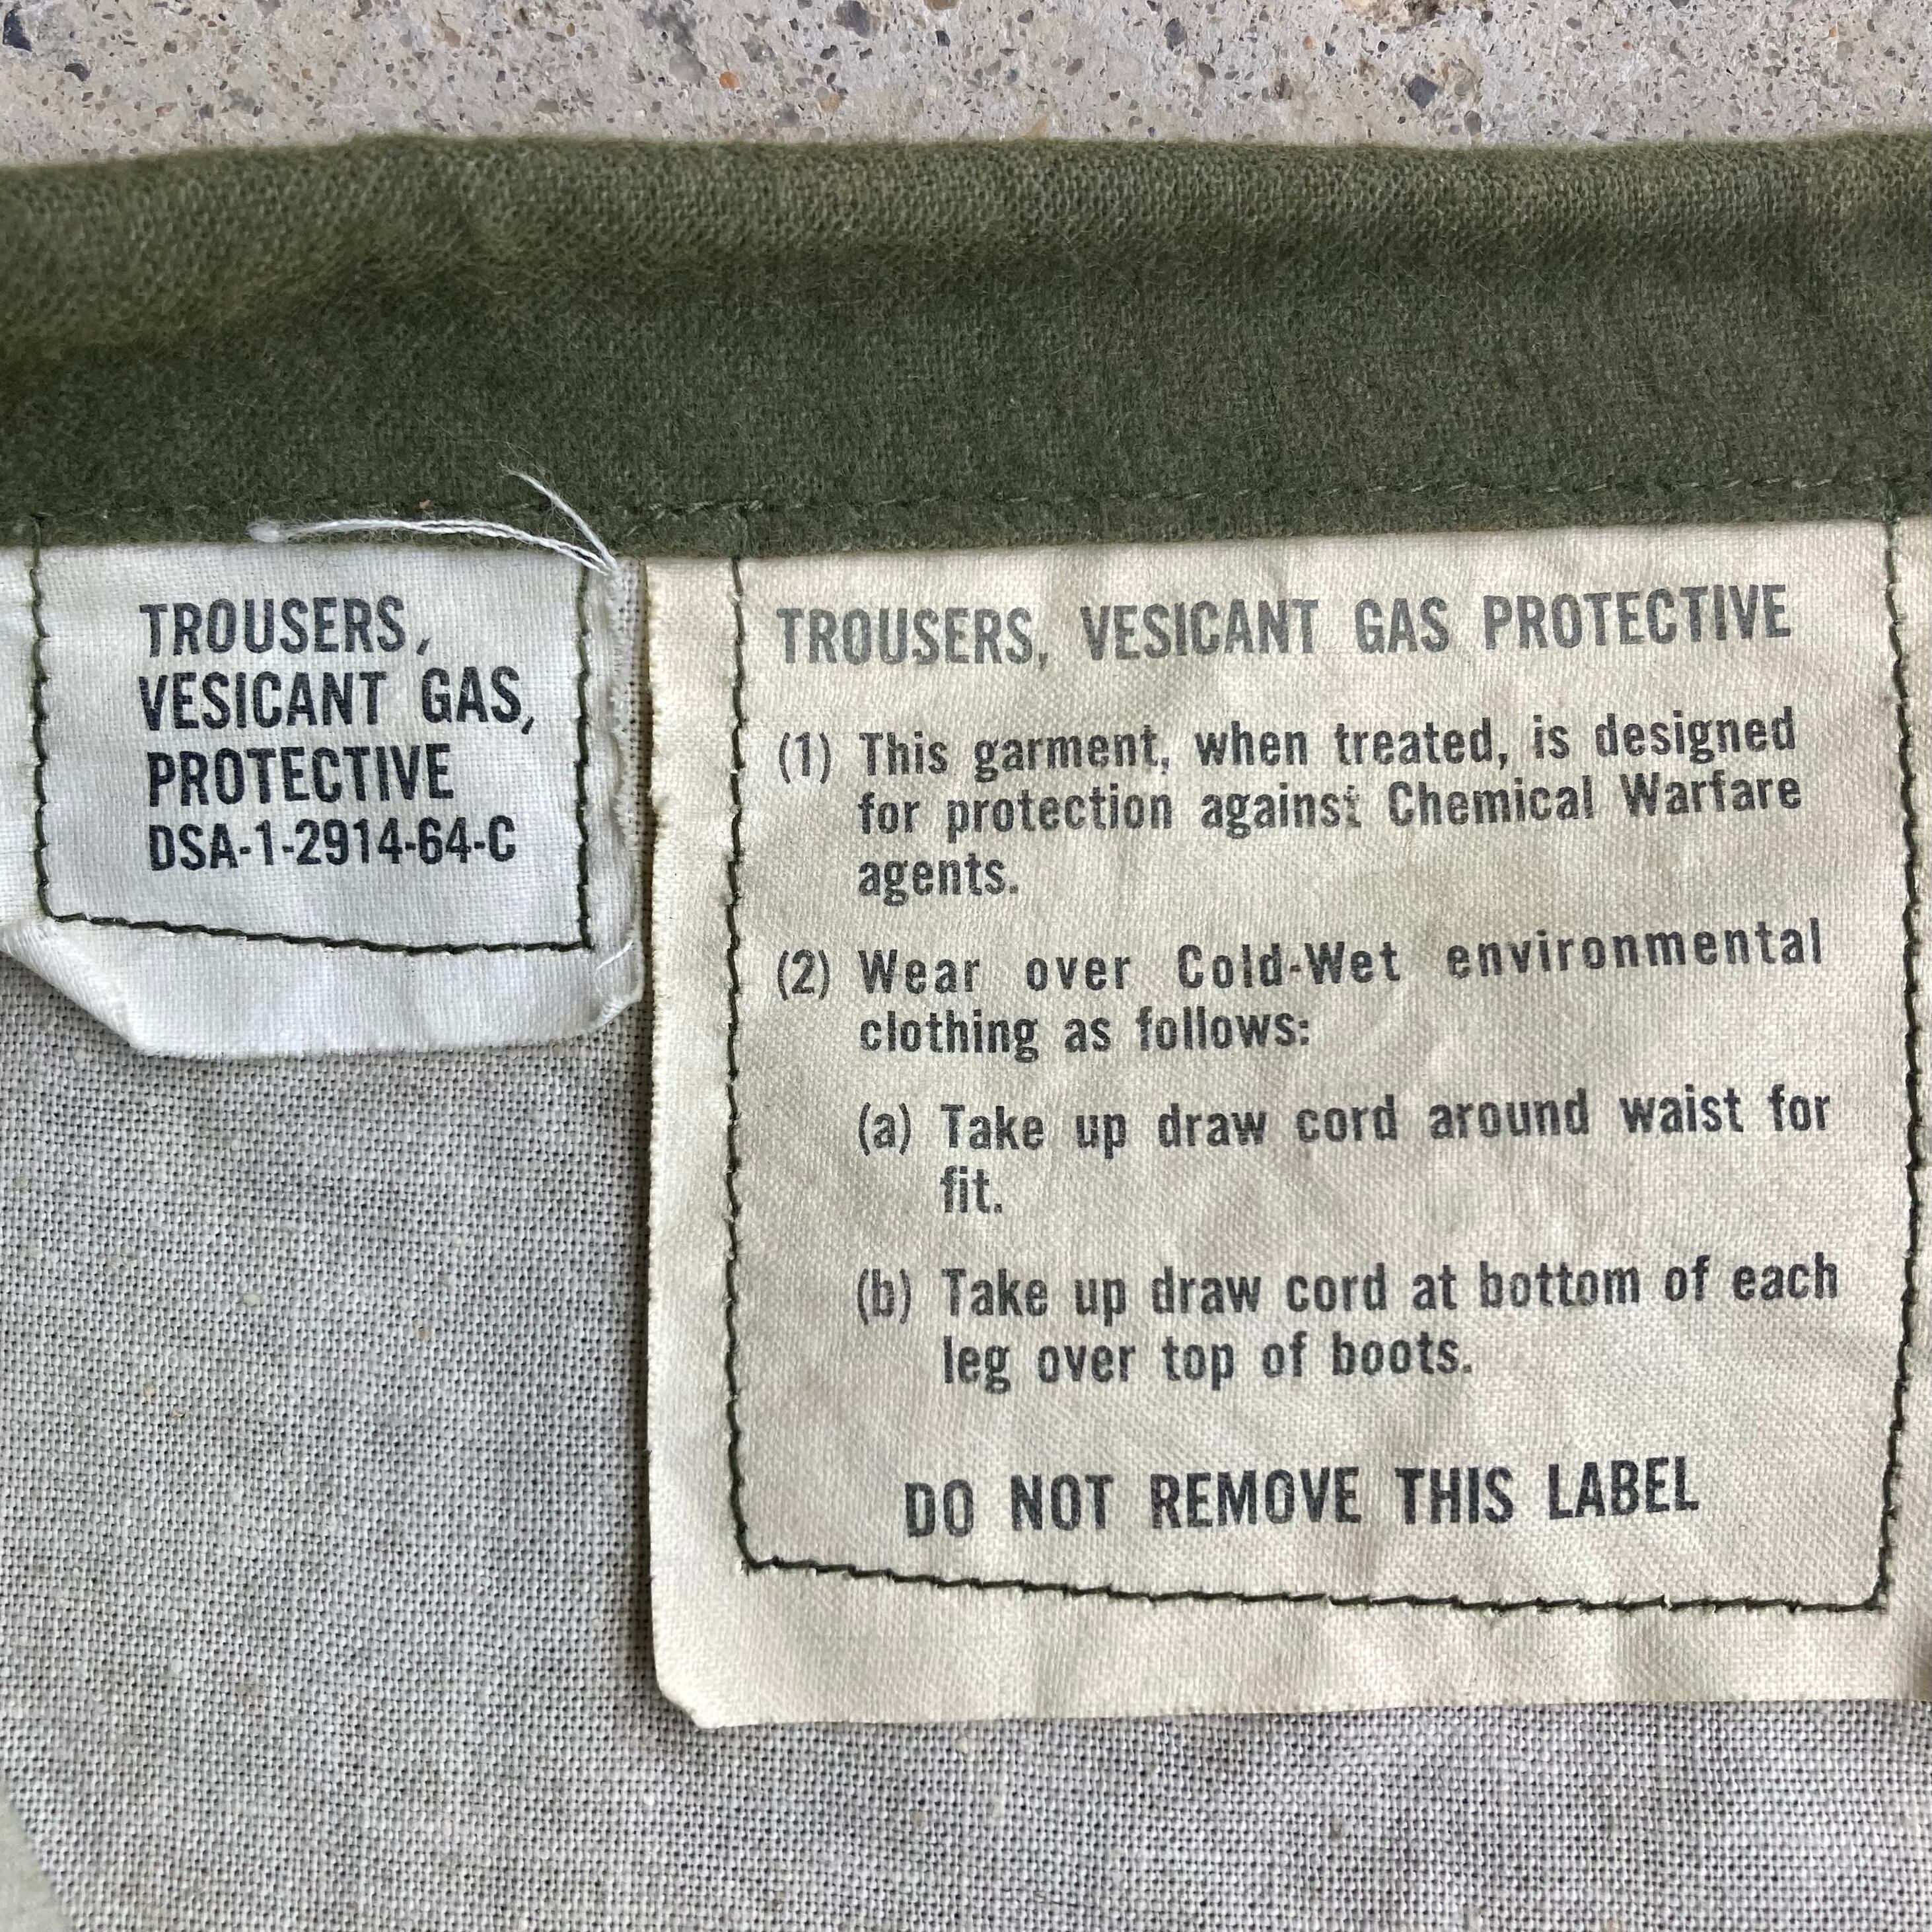 TROUSERS,
VESICANT GAS,
PROTECTIVE
DSA-1-2914-64-C
TROUSERS, VESICANT GAS PROTECTIVE
(1) This garment, when treated, is designed
for protection against Chemical Warfare
agents.
(2) Wear over Cold-Wet environmental
clothing as follows:
(a) Take up draw cord around waist for
fit.
(b) Take up draw cord at bottom of each
leg over top of boots.
DO NOT REMOVE THIS LABEL